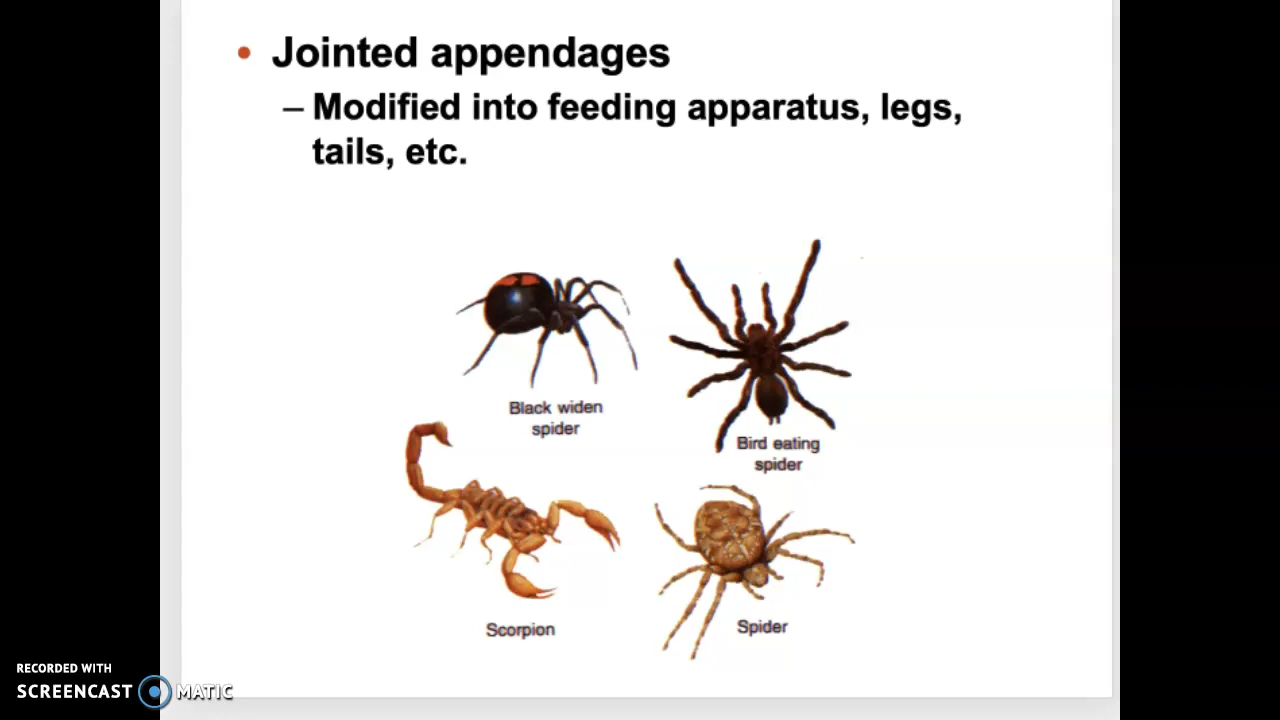 • Jointed appendages
– Modified into feeding apparatus, legs,
tails, etc.
Black widen
spider
Bird eating
spider
Scorpion
Spider
RECORDED WITH
SCREENCAST MATIC